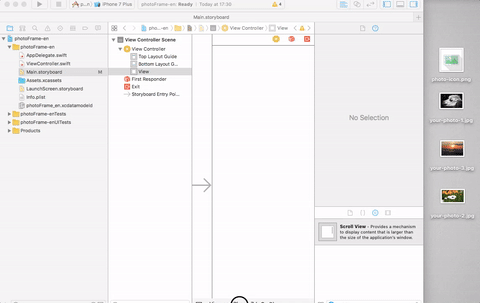 iPhone 7 Plus
photoFrame-en: Ready | Today at 17:30
Main.storyboard
View Controller
View
photoFrame-en
photoFrame-en
AppDelegate.swift
ViewController.swift
Main.storyboard M
Assets.xcassets
LaunchScreen.storyboard
Info.plist
photoFrame_en.xcdatamodeld
photoFrame-enTests
photoFrame-enUITests
Products
View Controller Scene
View Controller
Top Layout Guide
Bottom Layout G...
View
First Responder
Exit
Storyboard Entry Poi...
No Selection
Scroll View - Provides a mechanism
to display content that is larger than
the size of the application's window.
photo-icon.png
your-photo-1.jpg
your-photo-3.jpg
your-photo-2.jpg